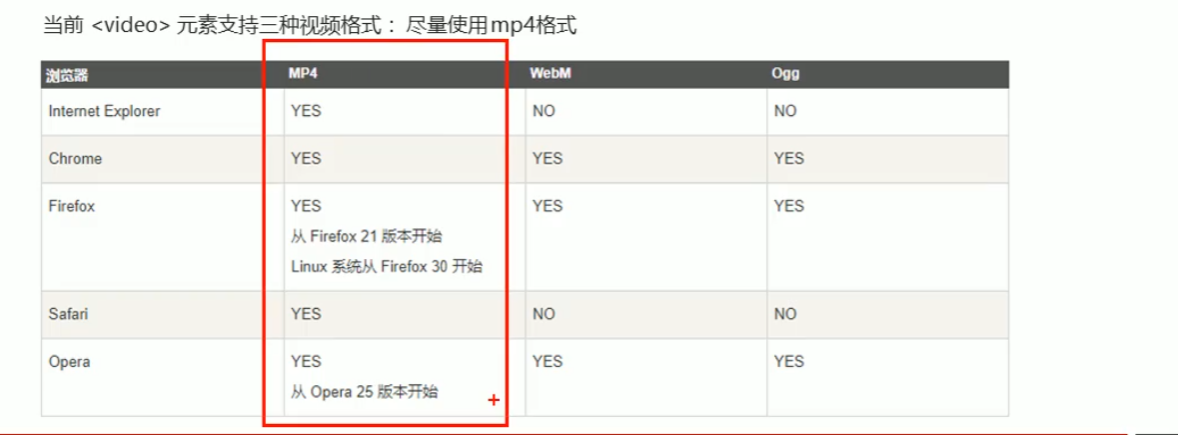 当前 <video> 元素支持三种视频格式： 尽量使用mp4格式
浏览器 MP4 WebM Ogg
Internet Explorer YES NO NO
Chrome YES YES YES
Firefox YES YES YES
从 Firefox 21 版本开始
Linux 系统从 Firefox 30 开始
Safari YES NO NO
Opera YES YES YES
从 Opera 25 版本开始